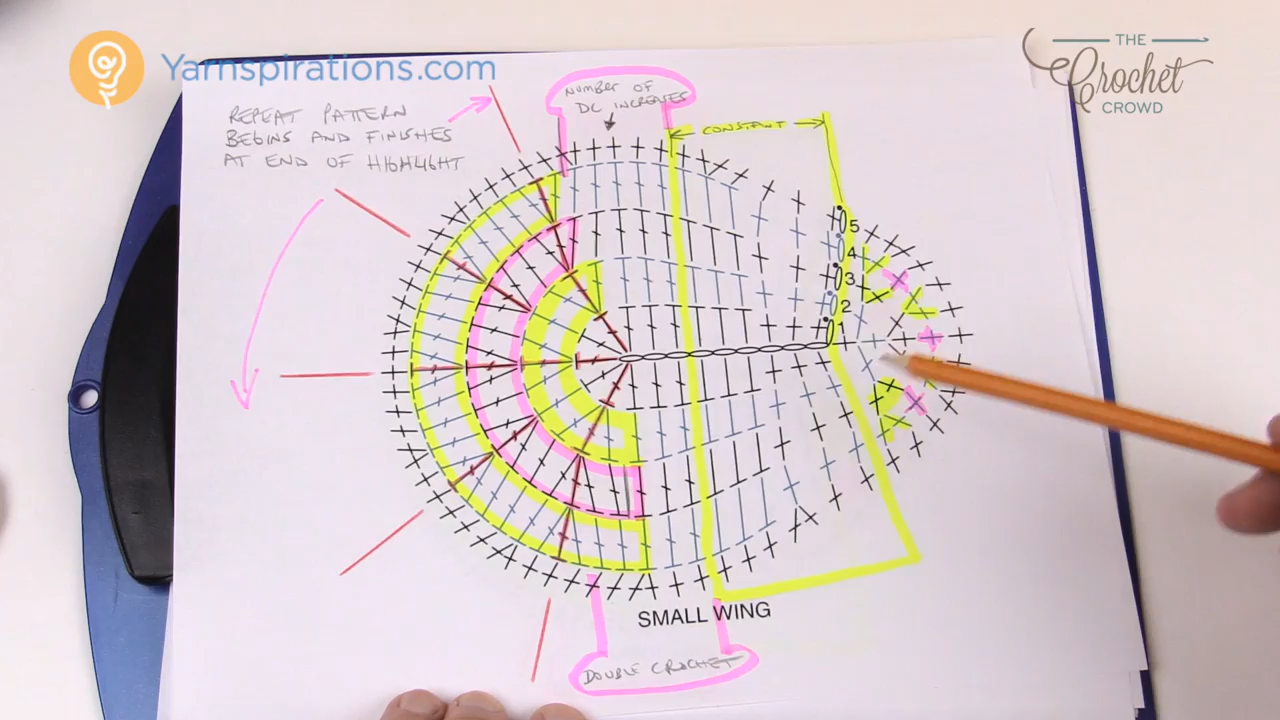 Yarnspirations.com
THE
Crochet
CROWD
REPEAT PATTERN
BEGINS AND FINISHES
AT END OF HIGHLIGHT
NUMBER OF
DC INCREASES
CONSTANT
5
4
3
2
1
SMALL WING
DOUBLE CROCHET